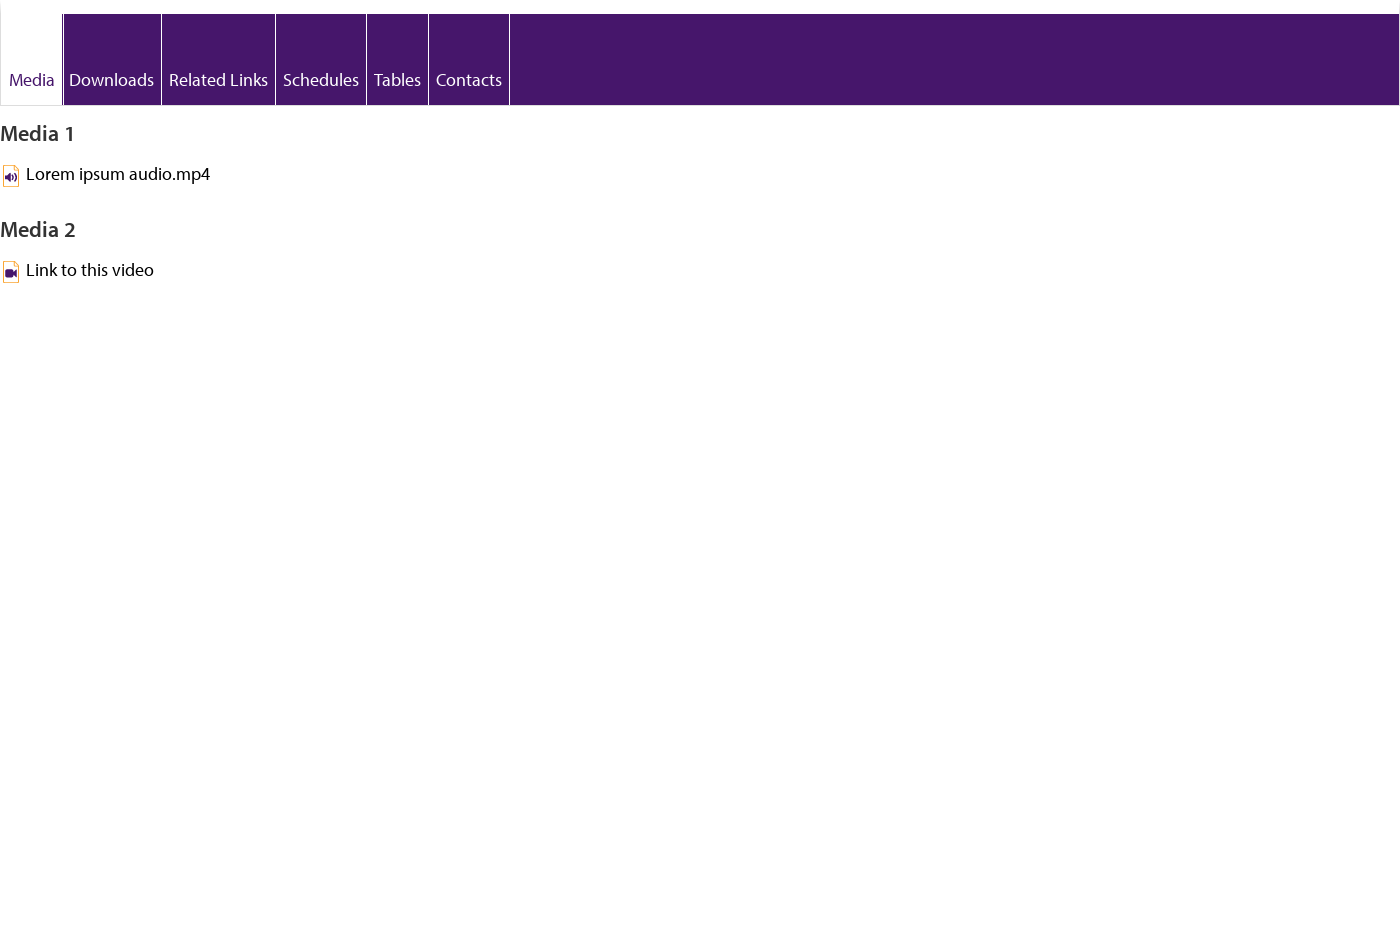 Media Downloads Related Links Schedules Tables Contacts
Media 1
Lorem ipsum audio.mp4
Media 2
Link to this video